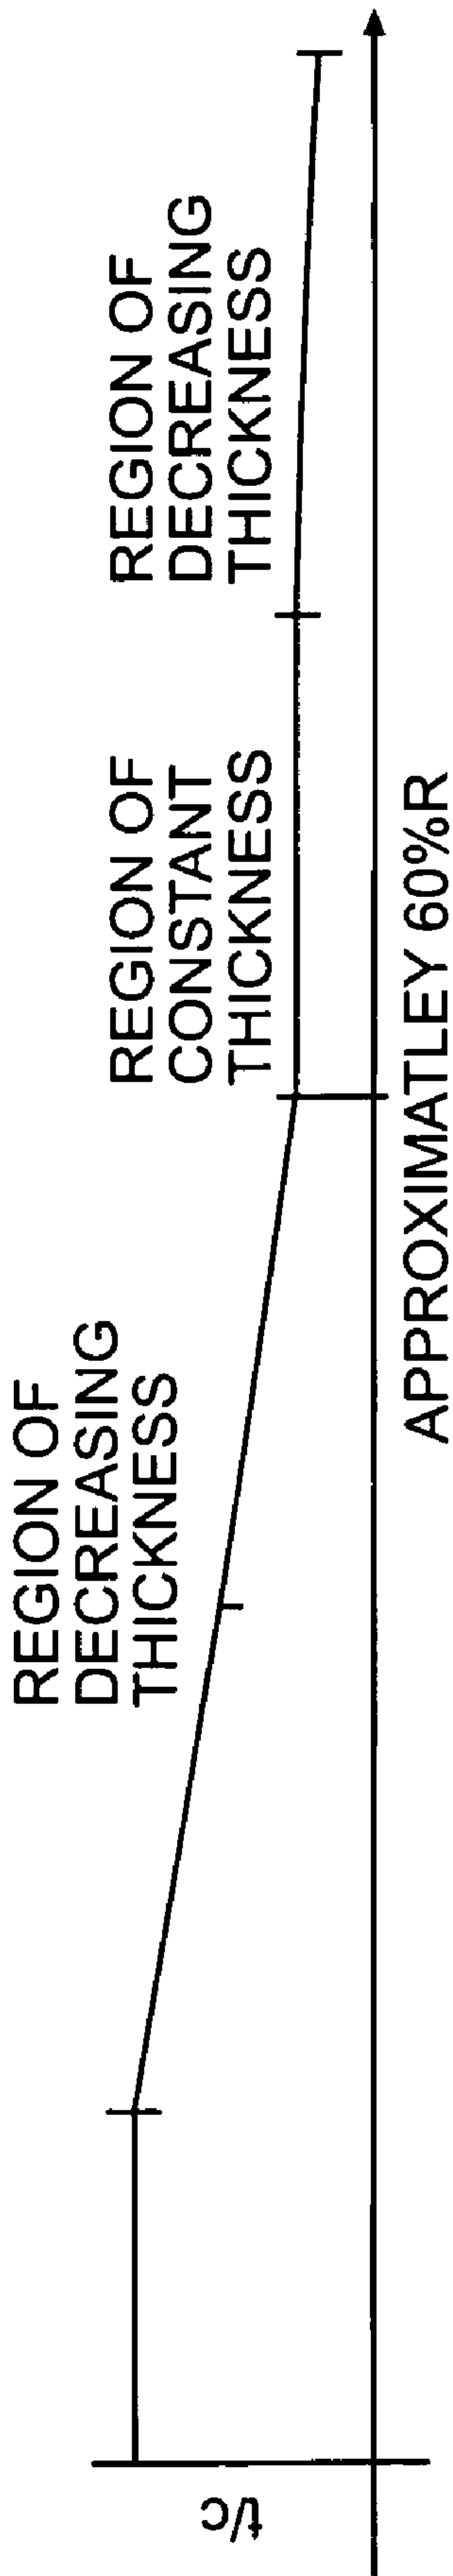 t/c
REGION OF
DECREASING
THICKNESS
REGION OF
CONSTANT
THICKNESS
REGION OF
DECREASING
THICKNESS
APPROXIMATLEY 60%R